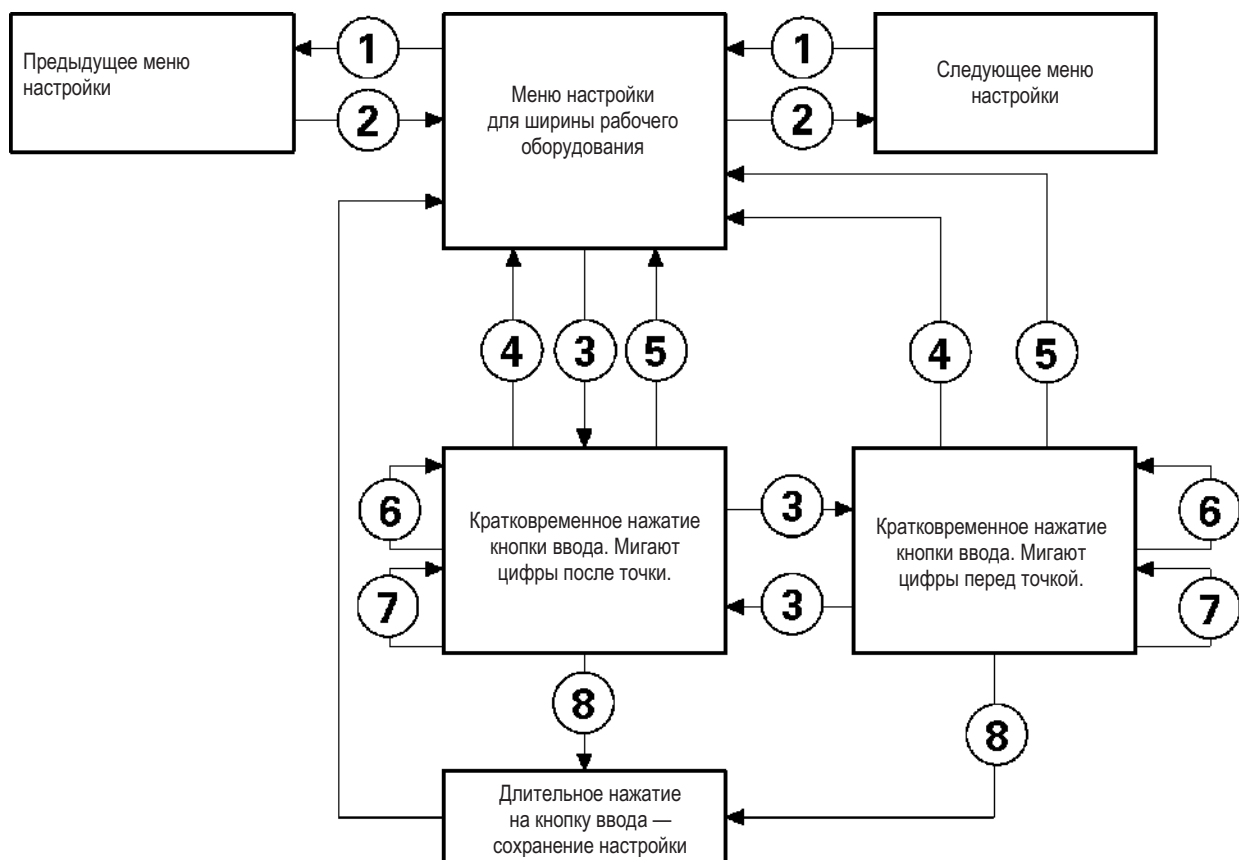 Предыдущее меню
настройки
1
2
Меню настройки
для ширины рабочего
оборудования
1
2
Следующее меню
настройки
4
3
5
4
5
6
7
Кратковременное нажатие
кнопки ввода. Мигают
цифры после точки.
3
3
Кратковременное нажатие
кнопки ввода. Мигают
цифры перед точкой.
6
7
8
8
Длительное нажатие
на кнопку ввода —
сохранение настройки